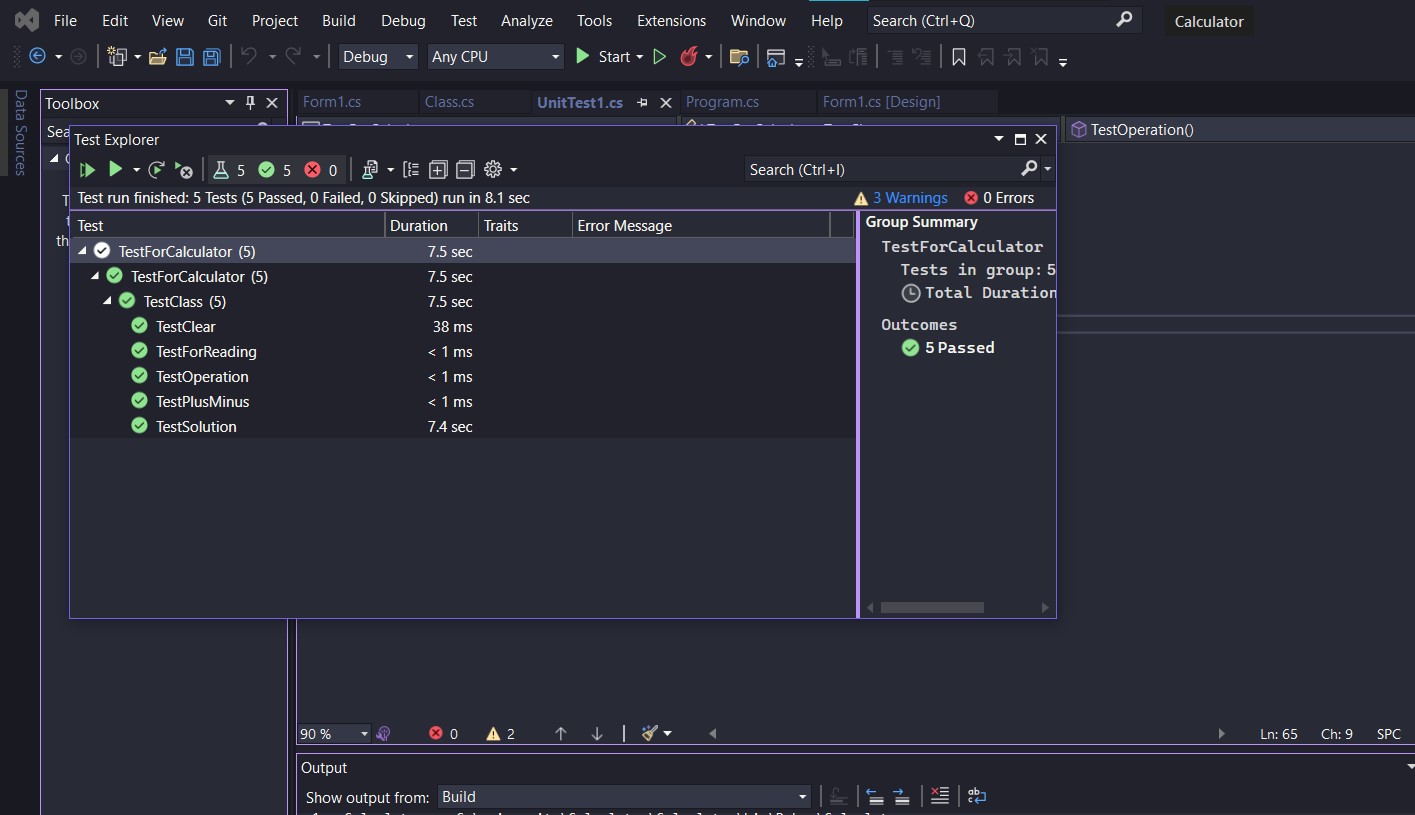 File Edit View Git Project Build Debug Test Analyze Tools Extensions Window Help Search (Ctrl+Q) Calculator
Debug Any CPU Start
Data Sources
Toolbox
Form1.cs Class.cs UnitTest1.cs Program.cs Form1.cs [Design]
TestOperation()
Test Explorer
5 5 0 Search (Ctrl+I)
Test run finished: 5 Tests (5 Passed, 0 Failed, 0 Skipped) run in 8.1 sec 3 Warnings 0 Errors
Test Duration Traits Error Message
TestForCalculator (5) 7.5 sec
TestForCalculator (5) 7.5 sec
TestClass (5) 7.5 sec
TestClear 38 ms
TestForReading < 1 ms
TestOperation < 1 ms
TestPlusMinus < 1 ms
TestSolution 7.4 sec
Group Summary
TestForCalculator
Tests in group: 5
Total Duration
Outcomes
5 Passed
90 % 0 2 Ln: 65 Ch: 9 SPC
Output
Show output from: Build